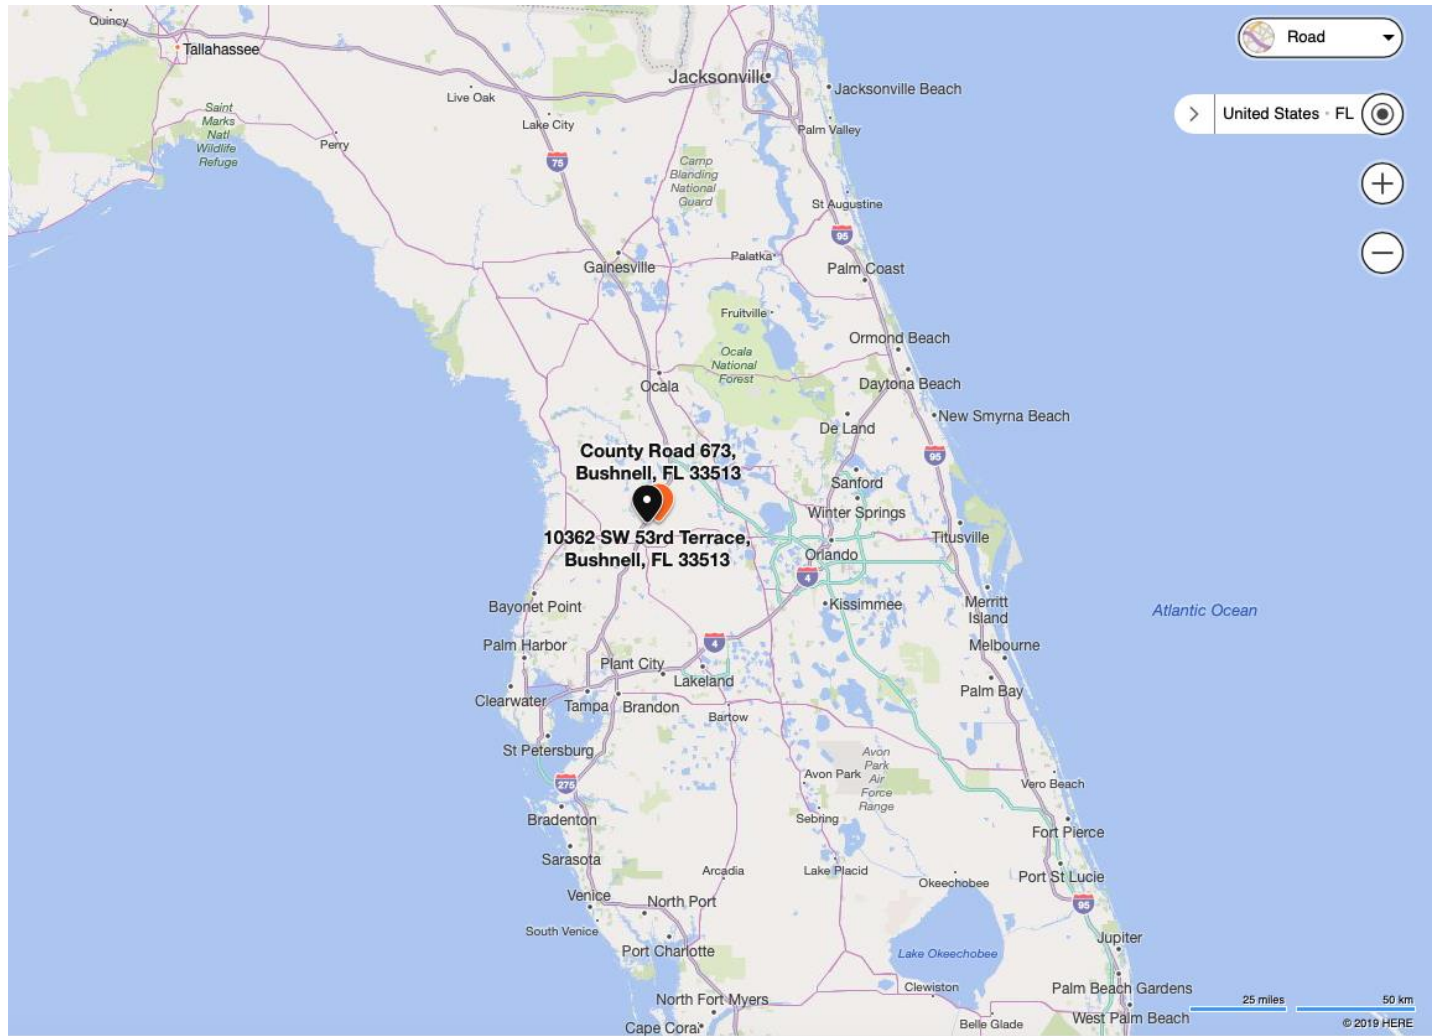 Quincy
Tallahassee
Road
Jacksonville
Jacksonville Beach
Live Oak
Lake City
United States • FL
Saint
Marks
Natl
Wildlife
Refuge
Perry
Palm Valley
75
Camp
Blanding
National
Guard
St Augustine
95
Gainesville
Palatka
Palm Coast
Fruitville
Ormond Beach
Ocala
National
Forest
Ocala
Daytona Beach
New Smyrna Beach
De Land
County Road 673,
Bushnell, FL 33513
95
Sanford
Winter Springs
10362 SW 53rd Terrace,
Bushnell, FL 33513
Titusville
Orlando
4
Bayonet Point
Kissimmee
Merritt
Island
Atlantic Ocean
Palm Harbor
4
Melbourne
Plant City
Lakeland
Clearwater
Tampa
Brandon
Palm Bay
Bartow
St Petersburg
Avon
Park
Air
Force
Range
Avon Park
275
Vero Beach
Bradenton
Sebring
Fort Pierce
Sarasota
Arcadia
Lake Placid
Okeechobee
Port St Lucie
Venice
North Port
95
South Venice
Port Charlotte
Jupiter
Lake Okeechobee
Clewiston
Palm Beach Gardens
North Fort Myers
25 miles
50 km
West Palm Beach
Cape Coral
Belle Glade
© 2019 HERE